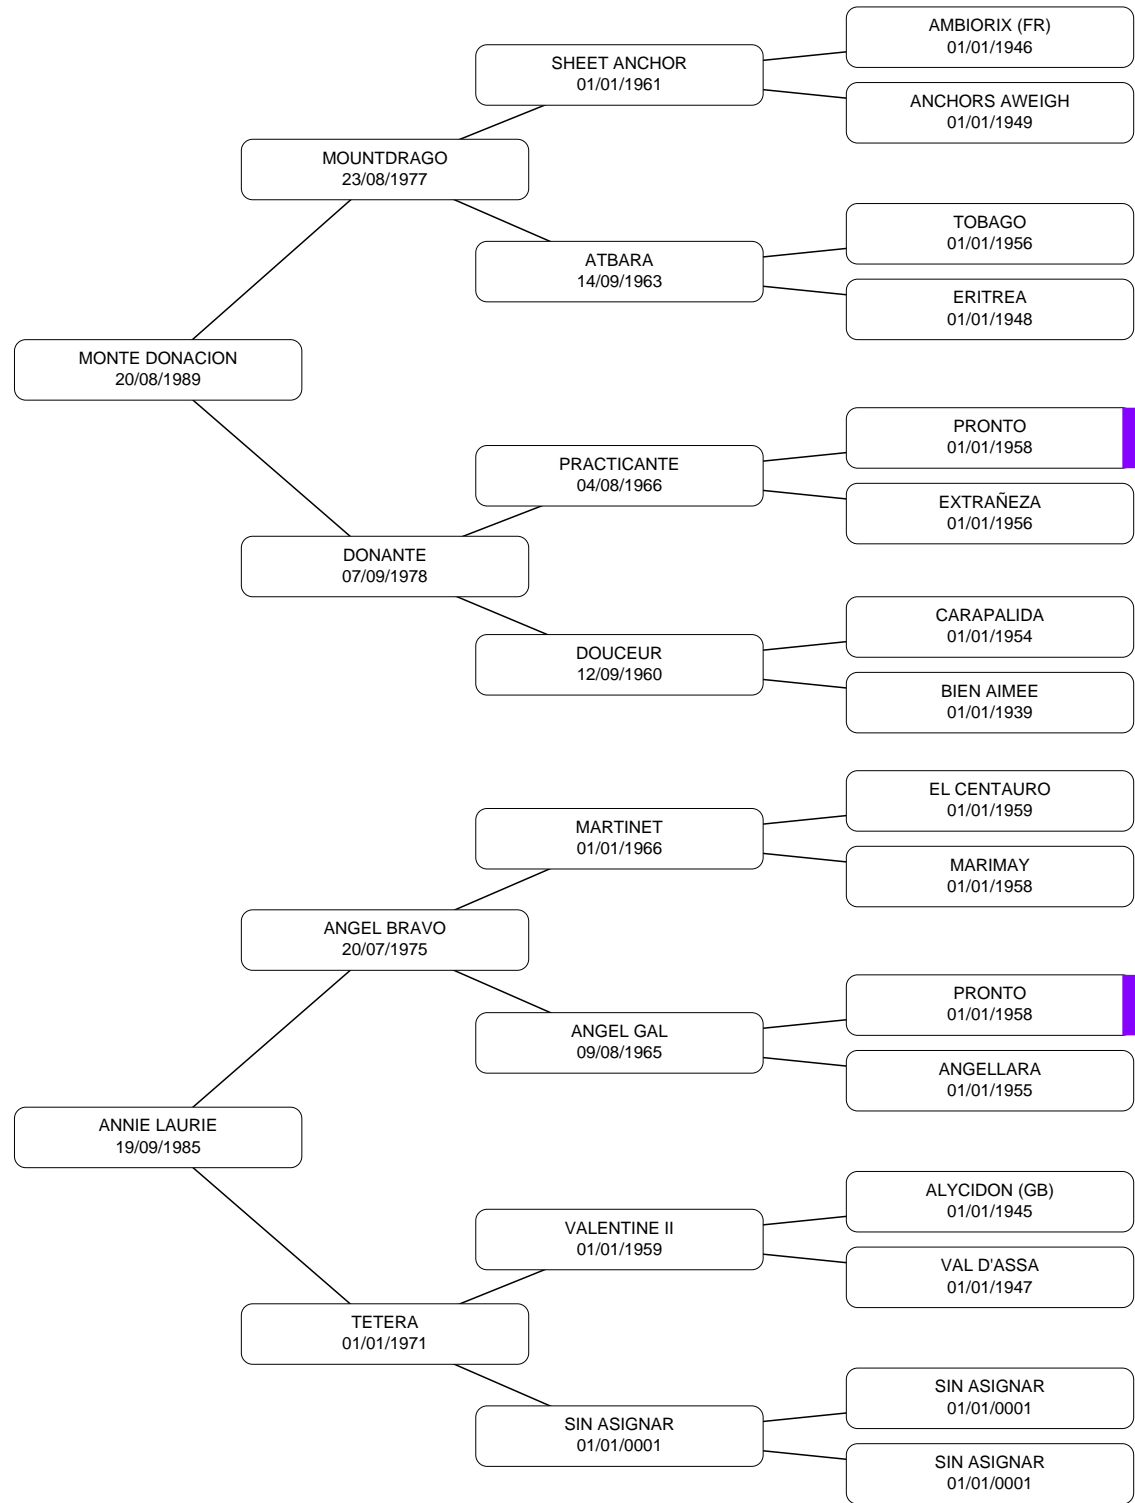 AMBIORIX (FR)
01/01/1946
SHEET ANCHOR
01/01/1961
ANCHORS AWEIGH
01/01/1949
MOUNTDRAGO
23/08/1977
TOBAGO
01/01/1956
ATBARA
14/09/1963
ERITREA
01/01/1948
MONTE DONACION
20/08/1989
PRONTO
01/01/1958
PRACTICANTE
04/08/1966
EXTRAÑEZA
01/01/1956
DONANTE
07/09/1978
CARAPALIDA
01/01/1954
DOUCEUR
12/09/1960
BIEN AIMEE
01/01/1939
EL CENTAURO
01/01/1959
MARTINET
01/01/1966
MARIMAY
01/01/1958
ANGEL BRAVO
20/07/1975
PRONTO
01/01/1958
ANGEL GAL
09/08/1965
ANGELLARA
01/01/1955
ANNIE LAURIE
19/09/1985
ALYCIDON (GB)
01/01/1945
VALENTINE II
01/01/1959
VAL D'ASSA
01/01/1947
TETERA
01/01/1971
SIN ASIGNAR
01/01/0001
SIN ASIGNAR
01/01/0001
SIN ASIGNAR
01/01/0001